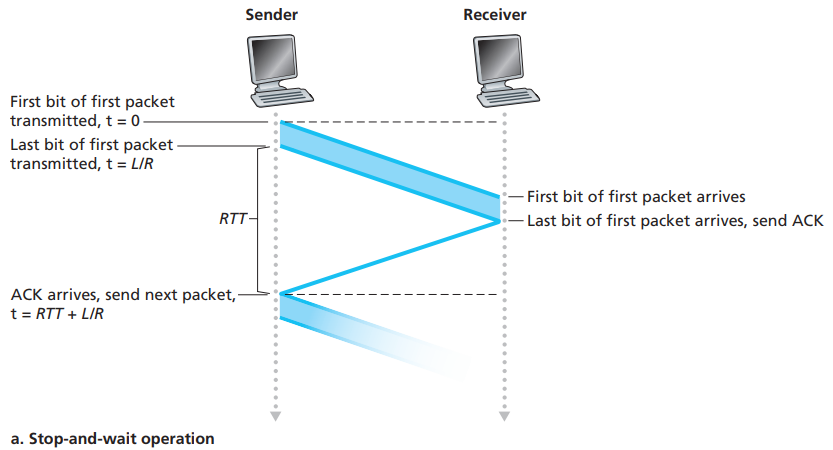 Sender
Receiver
First bit of first packet
transmitted, t = 0
Last bit of first packet
transmitted, t = L/R
First bit of first packet arrives
Last bit of first packet arrives, send ACK
RTT
ACK arrives, send next packet,
t = RTT + L/R
a. Stop-and-wait operation